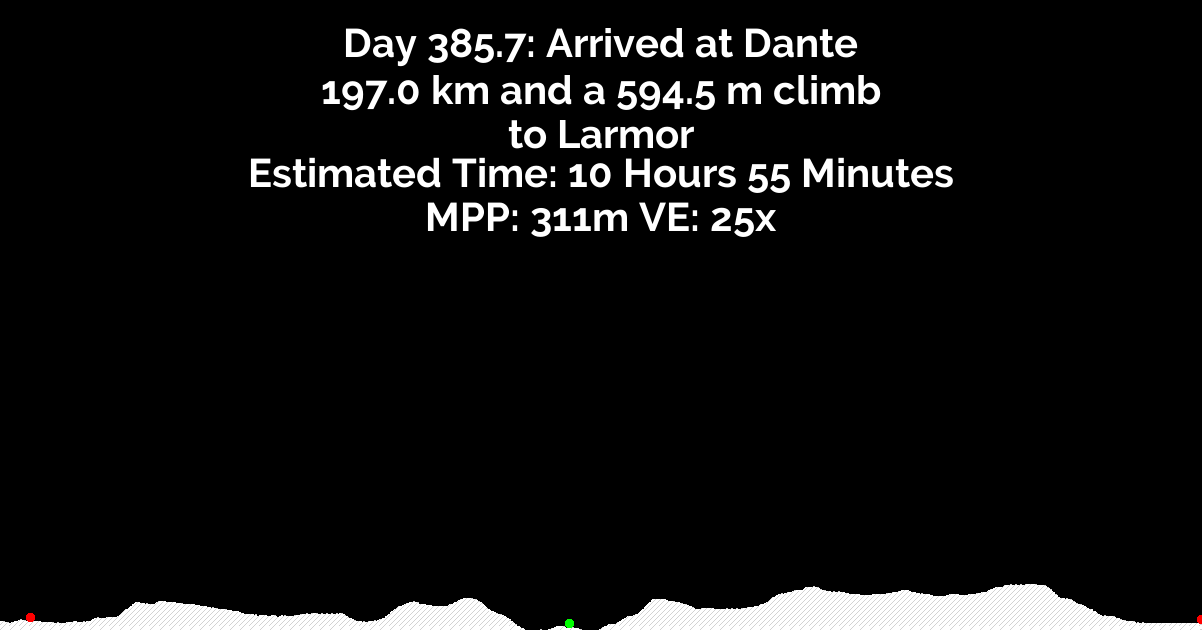 Day 385.7: Arrived at Dante
197.0 km and a 594.5 m climb
to Larmor
Estimated Time: 10 Hours 55 Minutes
MPP: 311m VE: 25x